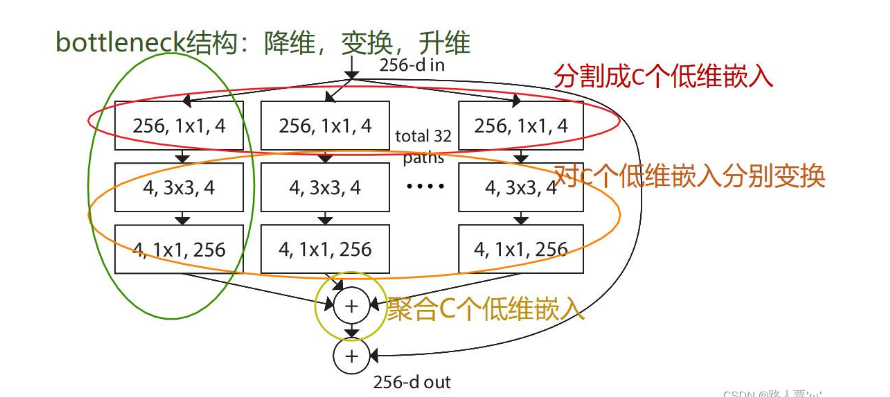 bottleneck结构：降维，变换，升维
256-d in
分割成C个低维嵌入
256, 1x1, 4
256, 1x1, 4
256, 1x1, 4
total 32
paths
4, 3x3, 4
4, 3x3, 4
....
4, 3x3, 4
对c个低维嵌入分别变换
4, 1x1, 256
4, 1x1, 256
4, 1x1, 256
+
聚合C个低维嵌入
+
256-d out